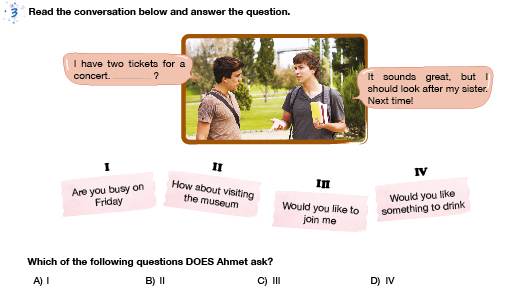 3 Read the conversation below and answer the question.
I have two tickets for a
concert. ________ ?
It sounds great, but I
should look after my sister.
Next time!
I
Are you busy on
Friday
II
How about visiting
the museum
III
Would you like to
join me
IV
Would you like
something to drink
Which of the following questions DOES Ahmet ask?
A) I B) II C) III D) IV